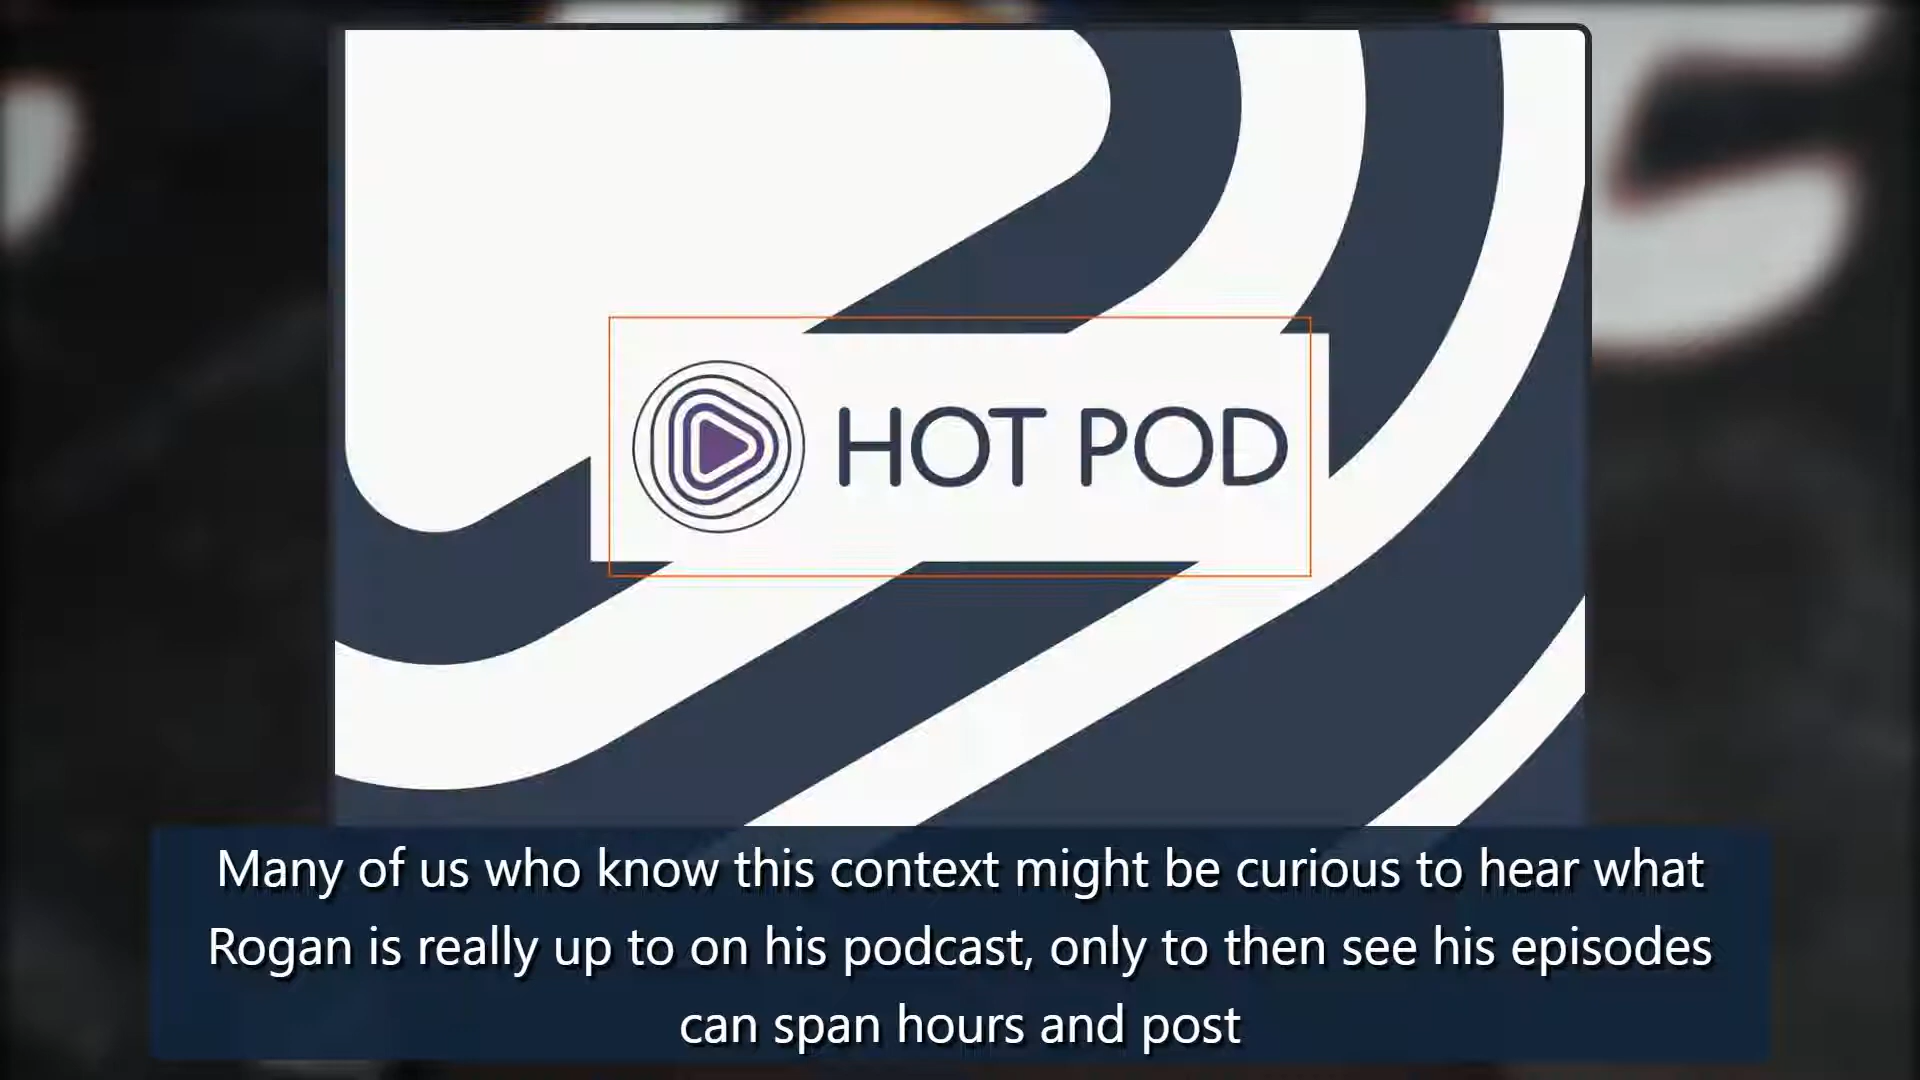 HOT POD
Many of us who know this context might be curious to hear what
Rogan is really up to on his podcast, only to then see his episodes
can span hours and post